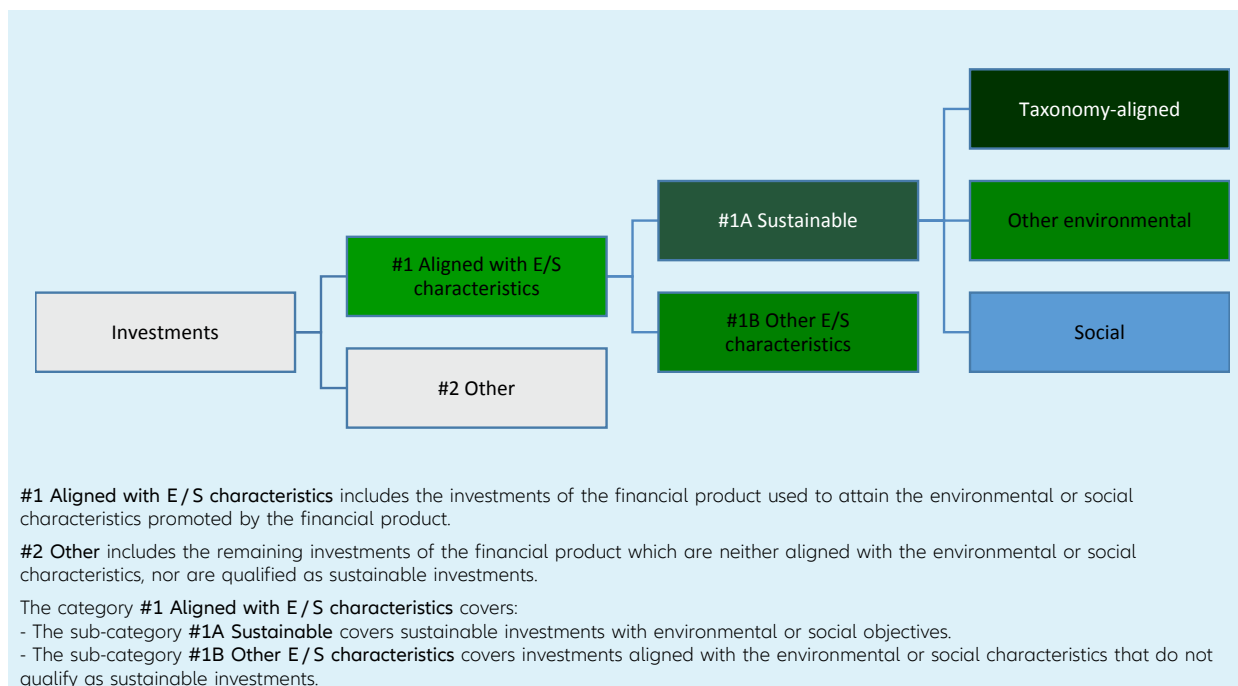 Taxonomy-aligned
#1A Sustainable
Other environmental
#1 Aligned with E/S
characteristics
Investments
#1B Other E/S
characteristics
Social
#2 Other
#1 Aligned with E / S characteristics includes the investments of the financial product used to attain the environmental or social
characteristics promoted by the financial product.
#2 Other includes the remaining investments of the financial product which are neither aligned with the environmental or social
characteristics, nor are qualified as sustainable investments.
The category #1 Aligned with E / S characteristics covers:
- The sub-category #1A Sustainable covers sustainable investments with environmental or social objectives.
- The sub-category #1B Other E / S characteristics covers investments aligned with the environmental or social characteristics that do not
qualify as sustainable investments.